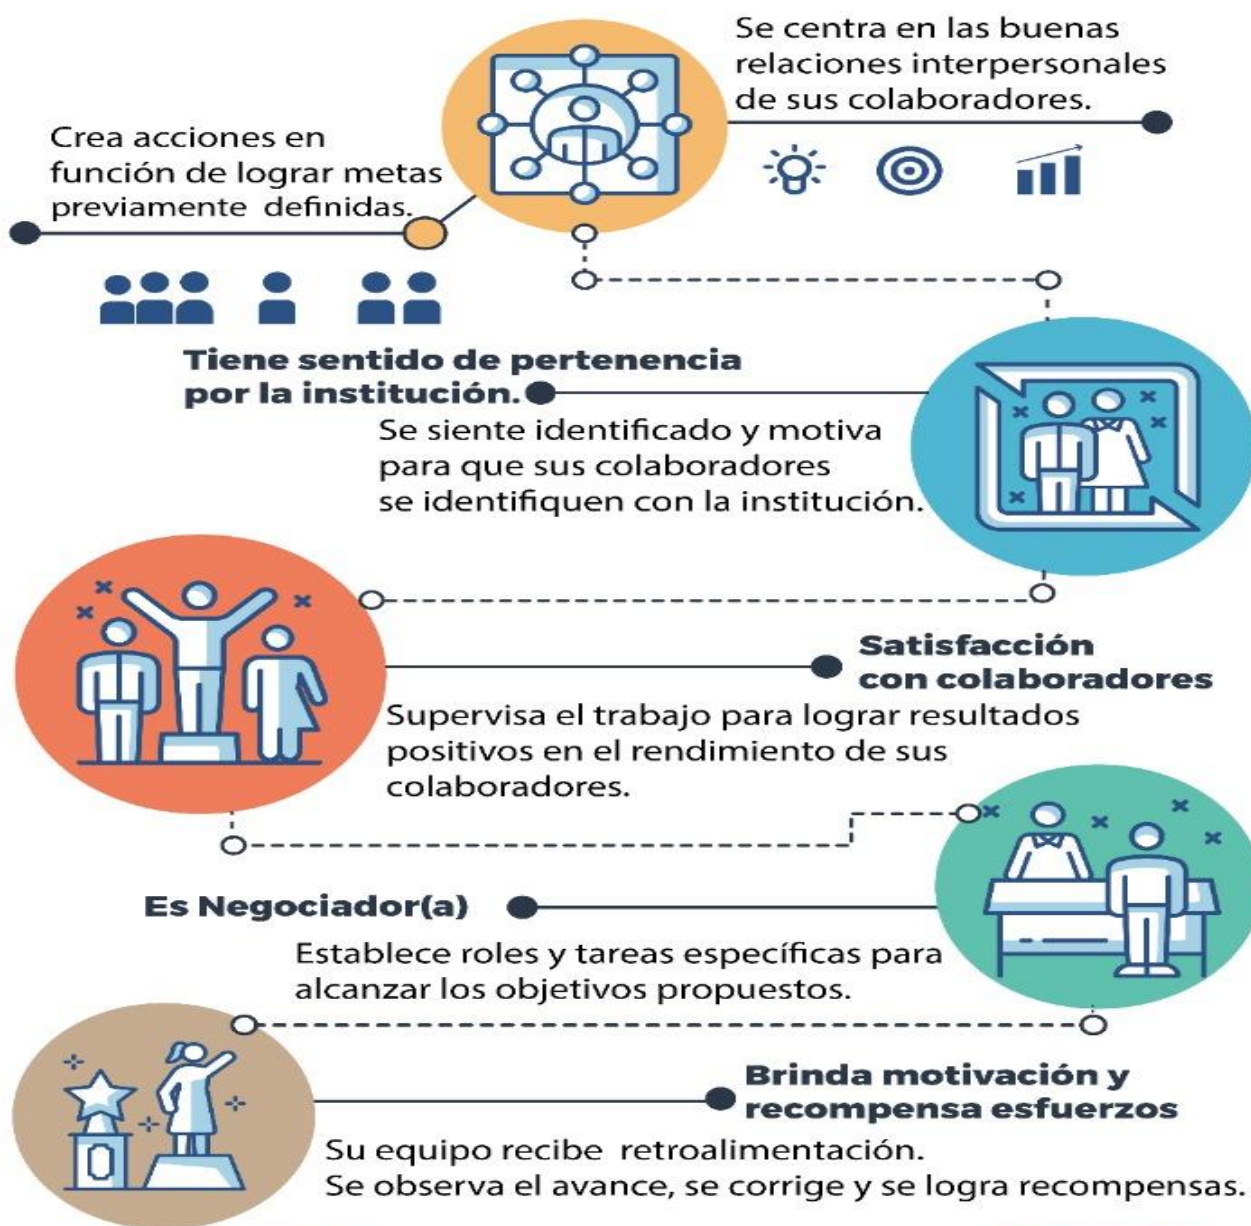 Se centra en las buenas
relaciones interpersonales
de sus colaboradores.
Crea acciones en
función de lograr metas
previamente definidas.
Tiene sentido de pertenencia
por la institución.
Se siente identificado y motiva
para que sus colaboradores
se identifiquen con la institución.
Satisfacción
con colaboradores
Supervisa el trabajo para lograr resultados
positivos en el rendimiento de sus
colaboradores.
Es Negociador(a)
Establece roles y tareas específicas para
alcanzar los objetivos propuestos.
Brinda motivación y
recompensa esfuerzos
Su equipo recibe retroalimentación.
Se observa el avance, se corrige y se logra recompensas.